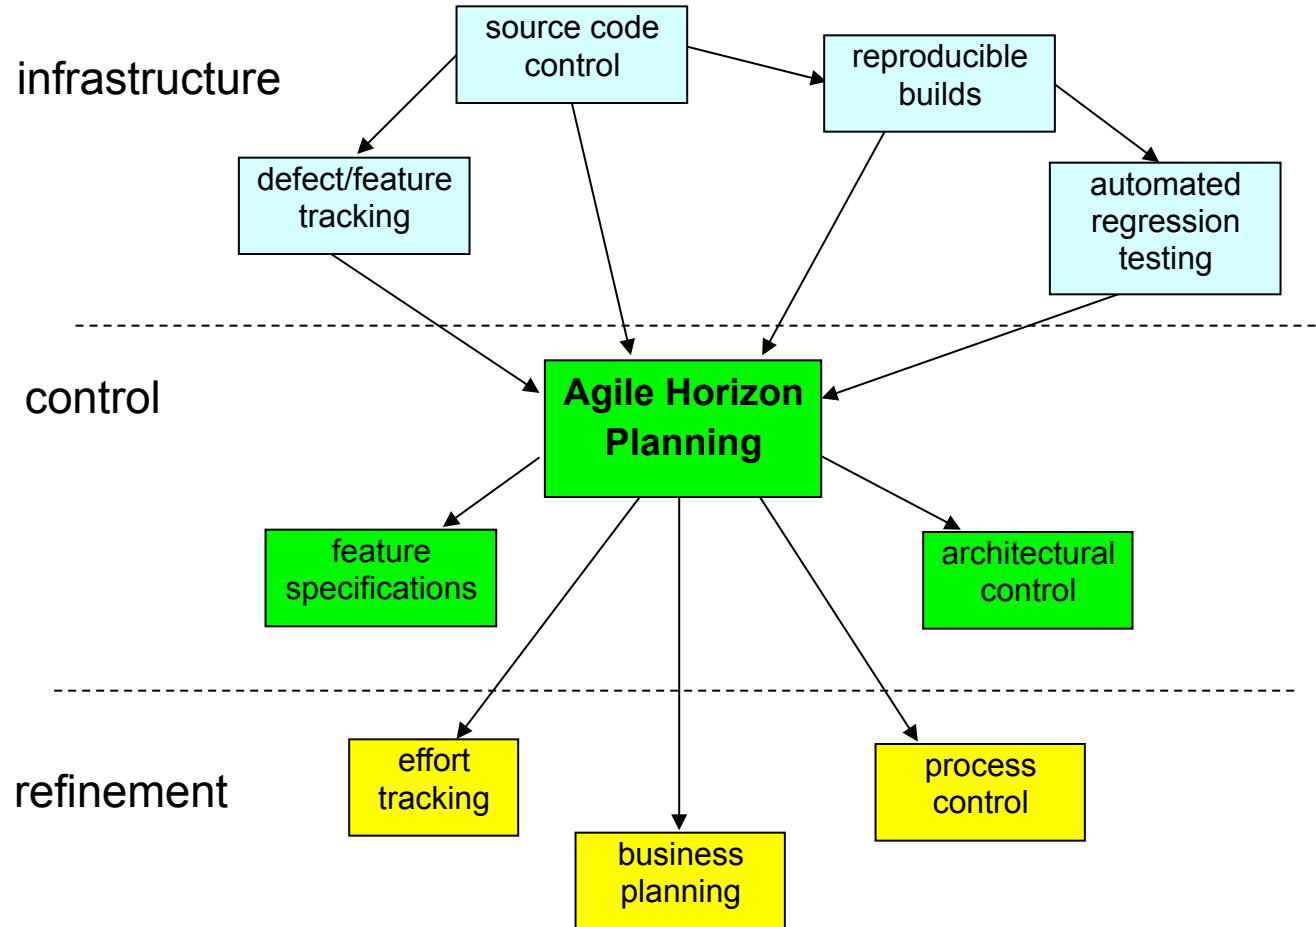 infrastructure
source code
control
reproducible
builds
defect/feature
tracking
automated
regression
testing
control
Agile Horizon
Planning
feature
specifications
architectural
control
refinement
effort
tracking
process
control
business
planning